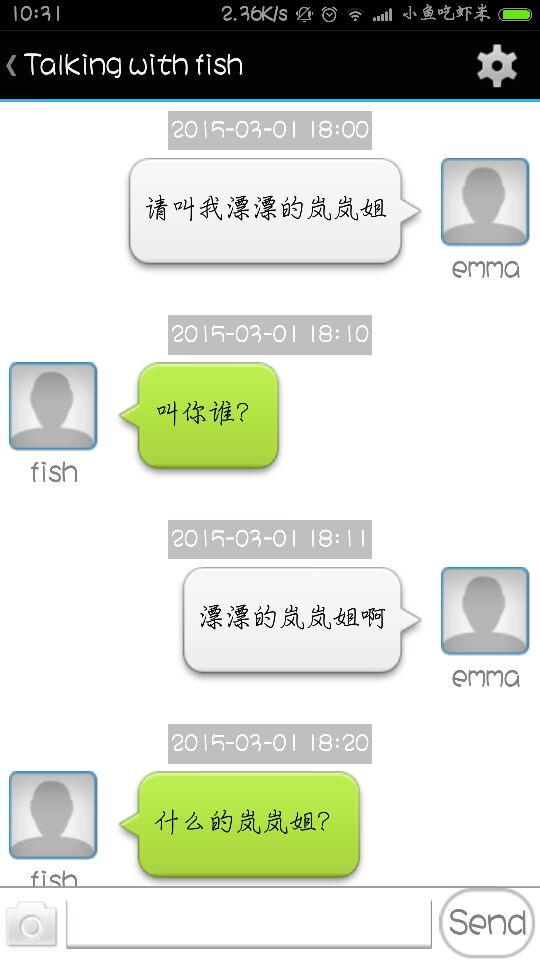 10:31 2.36K/s 小鱼吃虾米
Talking with fish
2015-03-01 18:00
请叫我漂漂的岚岚姐
emma
2015-03-01 18:10
叫你谁?
fish
2015-03-01 18:11
漂漂的岚岚姐啊
emma
2015-03-01 18:20
什么的岚岚姐?
fish
Send